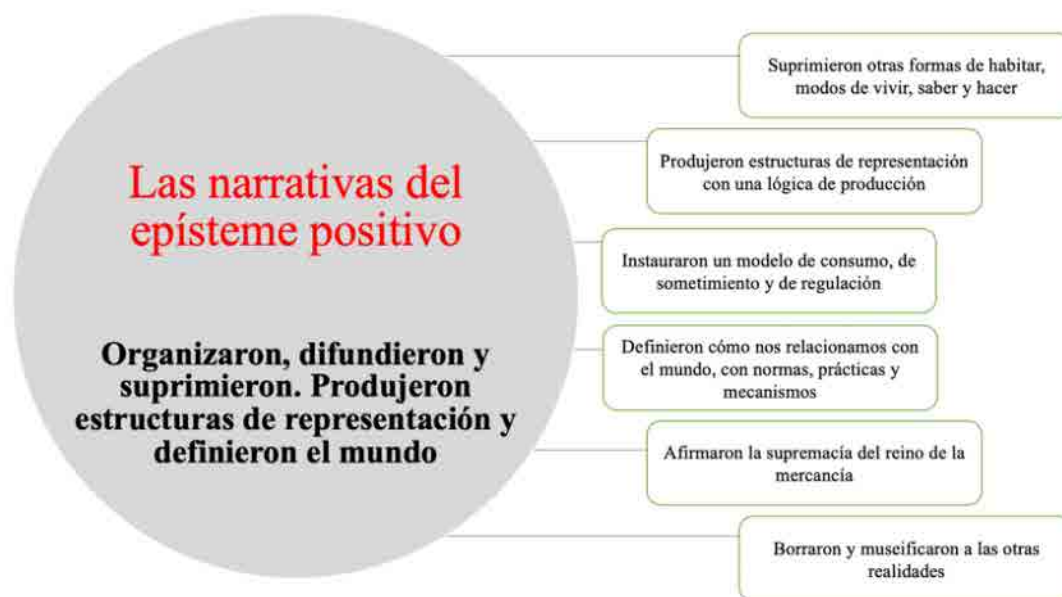 Las narrativas del
epísteme positivo
Organizaron, difundieron y
suprimieron. Produjeron
estructuras de representación y
definieron el mundo
Suprimieron otras formas de habitar,
modos de vivir, saber y hacer
Produjeron estructuras de representación
con una lógica de producción
Instauraron un modelo de consumo, de
sometimiento y de regulación
Definieron cómo nos relacionamos con
el mundo, con normas, prácticas y
mecanismos
Afirmaron la supremacía del reino de la
mercancía
Borraron y museificaron a las otras
realidades